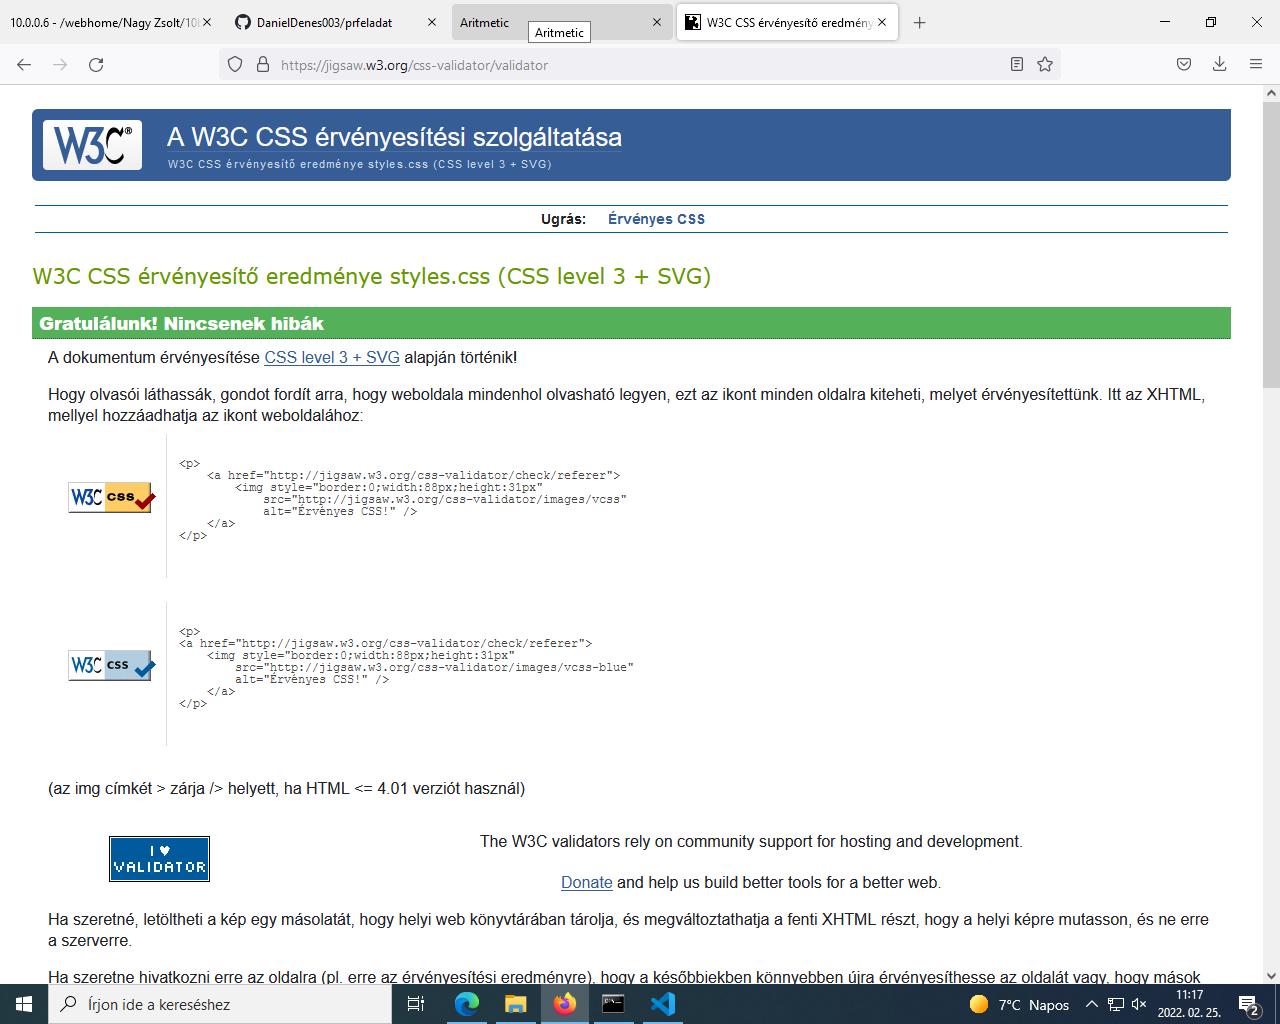 10.0.0.6 - /webhome/Nagy Zsolt/10
DanielDenes003/prfeladat
Aritmetic
W3C CSS érvényesítő eredmény
Aritmetic
https://jigsaw.w3.org/css-validator/validator
W3C®
A W3C CSS érvényesítési szolgáltatása
W3C CSS érvényesítő eredménye styles.css (CSS level 3 + SVG)
Ugrás: Érvényes CSS
W3C CSS érvényesítő eredménye styles.css (CSS level 3 + SVG)
Gratulálunk! Nincsenek hibák
A dokumentum érvényesítése CSS level 3 + SVG alapján történik!
Hogy olvasói láthassák, gondot fordít arra, hogy weboldala mindenhol olvasható legyen, ezt az ikont minden oldalra kiteheti, melyet érvényesítettünk. Itt az XHTML,
mellyel hozzáadhatja az ikont weboldalához:
W3C css
<p>
<a href="http://jigsaw.w3.org/css-validator/check/referer">
<img style="border:0;width:88px;height:31px"
src="http://jigsaw.w3.org/css-validator/images/vcss"
alt="Érvényes CSS!" />
</a>
</p>
W3C css
<p>
<a href="http://jigsaw.w3.org/css-validator/check/referer">
<img style="border:0;width:88px;height:31px"
src="http://jigsaw.w3.org/css-validator/images/vcss-blue"
alt="Érvényes CSS!" />
</a>
</p>
(az img címkét > zárja /> helyett, ha HTML <= 4.01 verziót használ)
I ♥
VALIDATOR
The W3C validators rely on community support for hosting and development.
Donate and help us build better tools for a better web.
Ha szeretné, letöltheti a kép egy másolatát, hogy helyi web könyvtárában tárolja, és megváltoztathatja a fenti XHTML részt, hogy a helyi képre mutasson, és ne erre
a szerverre.
Ha szeretne hivatkozni erre az oldalra (pl. erre az érvényesítési eredményre), hogy a későbbiekben könnyebben újra érvényesíthesse az oldalát vagy, hogy mások
Írjon ide a kereséshez
7°C Napos
11:17
2022. 02. 25.
2